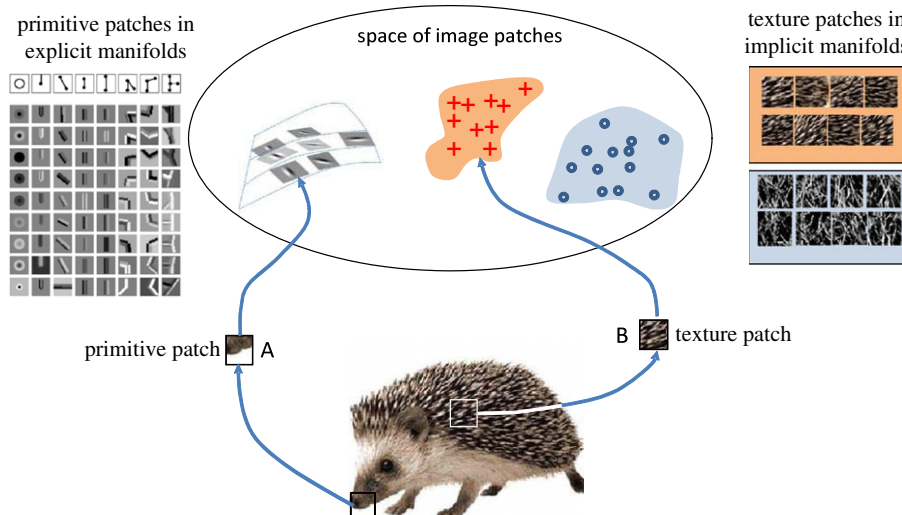 primitive patches in
explicit manifolds
space of image patches
texture patches in
implicit manifolds
primitive patch
A
B
texture patch